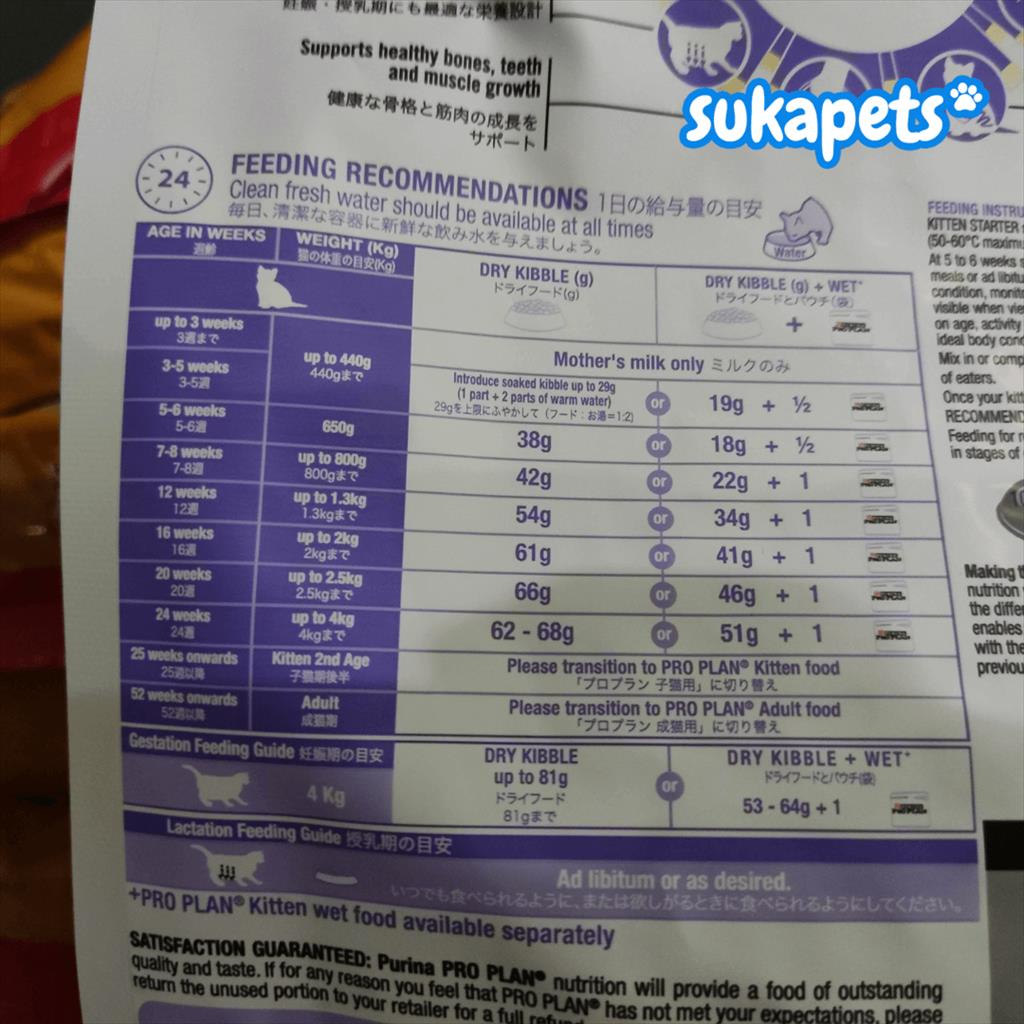 妊娠・授乳期にも最適な栄養設計
Supports healthy bones, teeth
and muscle growth
健康な骨格と筋肉の成長を
サポート
sukapets
24
FEEDING RECOMMENDATIONS 1日の給与量の目安
Clean fresh water should be available at all times
毎日、清潔な容器に新鮮な飲み水を与えましょう。
Water
AGE IN WEEKS
週齢
WEIGHT (Kg)
猫の体重の目安(Kg)
DRY KIBBLE (g)
ドライフード(g)
DRY KIBBLE (g) + WET+
ドライフードとパウチ(袋)
+
up to 3 weeks
3週まで
up to 440g
440gまで
Mother's milk only ミルクのみ
3-5 weeks
3-5週
Introduce soaked kibble up to 29g
(1 part + 2 parts of warm water)
29gを上限にふやかして (フード：お湯=1:2)
or 19g + ½
5-6 weeks
5-6週
650g
38g or 18g + ½
7-8 weeks
7-8週
up to 800g
800gまで
42g or 22g + 1
12 weeks
12週
up to 1.3kg
1.3kgまで
54g or 34g + 1
16 weeks
16週
up to 2kg
2kgまで
61g or 41g + 1
20 weeks
20週
up to 2.5kg
2.5kgまで
66g or 46g + 1
24 weeks
24週
up to 4kg
4kgまで
62 - 68g or 51g + 1
25 weeks onwards
25週以降
Kitten 2nd Age
子猫期後半
Please transition to PRO PLAN® Kitten food
「プロプラン 子猫用」に切り替え
52 weeks onwards
52週以降
Adult
成猫期
Please transition to PRO PLAN® Adult food
「プロプラン 成猫用」に切り替え
Gestation Feeding Guide 妊娠期の目安
4 Kg
DRY KIBBLE
up to 81g
ドライフード
81gまで
or
DRY KIBBLE + WET+
ドライフードとパウチ(袋)
53 - 64g + 1
Lactation Feeding Guide 授乳期の目安
Ad libitum or as desired.
いつでも食べられるように、または欲しがるときに食べられるようにしてください。
+PRO PLAN® Kitten wet food available separately
SATISFACTION GUARANTEED: Purina PRO PLAN® nutrition will provide a food of outstanding
quality and taste. If for any reason you feel that PRO PLAN® has not met your expectations, please
return the unused portion to your retailer for a full
FEEDING
KITTEN STARTER
(50-60°C
At 5 to 6 weeks
meals or ad
condition,
visible when
on age, activity
ideal body
Mix in or
of eaters.
Once your
Feeding for
in stages of
Making
nutrition
the
enables
with the